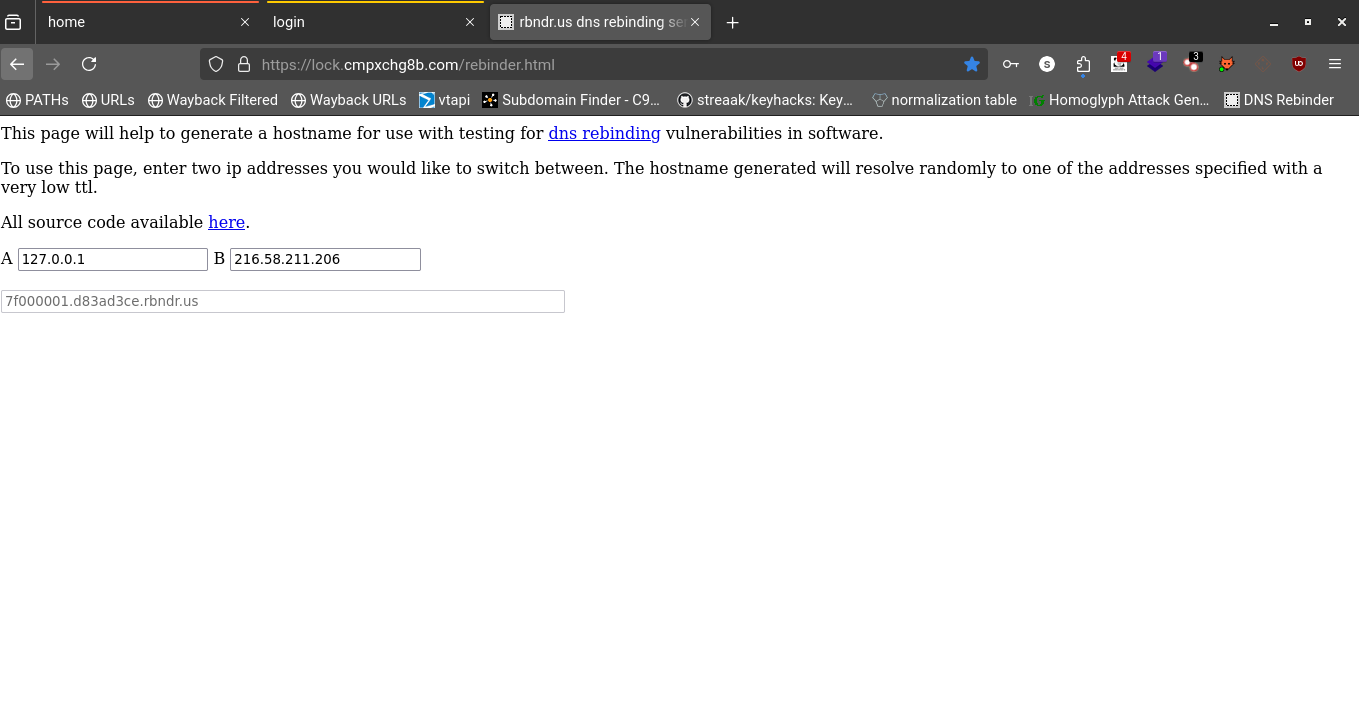 home
login
rbndr.us dns rebinding se
https://lock.cmpxchg8b.com/rebinder.html
S
4
1
3
PATHs
URLs
Wayback Filtered
Wayback URLs
vtapi
Subdomain Finder - C9…
streaak/keyhacks: Key…
normalization table
IG
Homoglyph Attack Gen…
DNS Rebinder
This page will help to generate a hostname for use with testing for dns rebinding vulnerabilities in software.
To use this page, enter two ip addresses you would like to switch between. The hostname generated will resolve randomly to one of the addresses specified with a
very low ttl.
All source code available here.
A 127.0.0.1 B 216.58.211.206
7f000001.d83ad3ce.rbndr.us